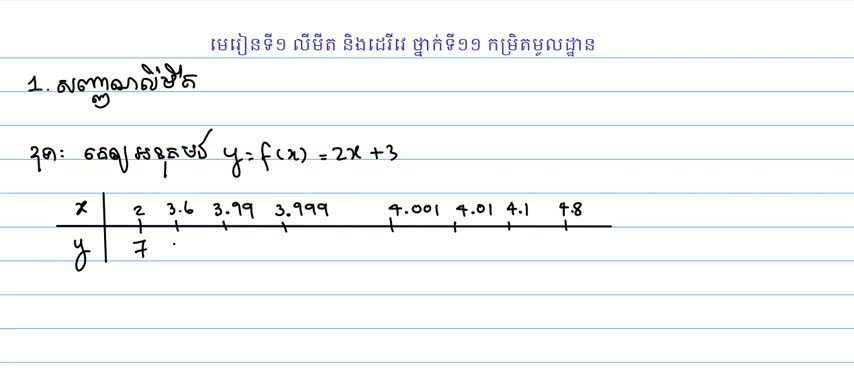 មេរៀនទី១ លីមីត និងដេរីវេ ថ្នាក់ទី១១ កម្រិតមូលដ្ឋាន
1. សញ្ញាណលីមីត
ឧទាៈ គេឲ្យអនុគមន៍ y = f(x) = 2x + 3
x 2 3.6 3.99 3.999 4.001 4.01 4.1 4.8
y 7